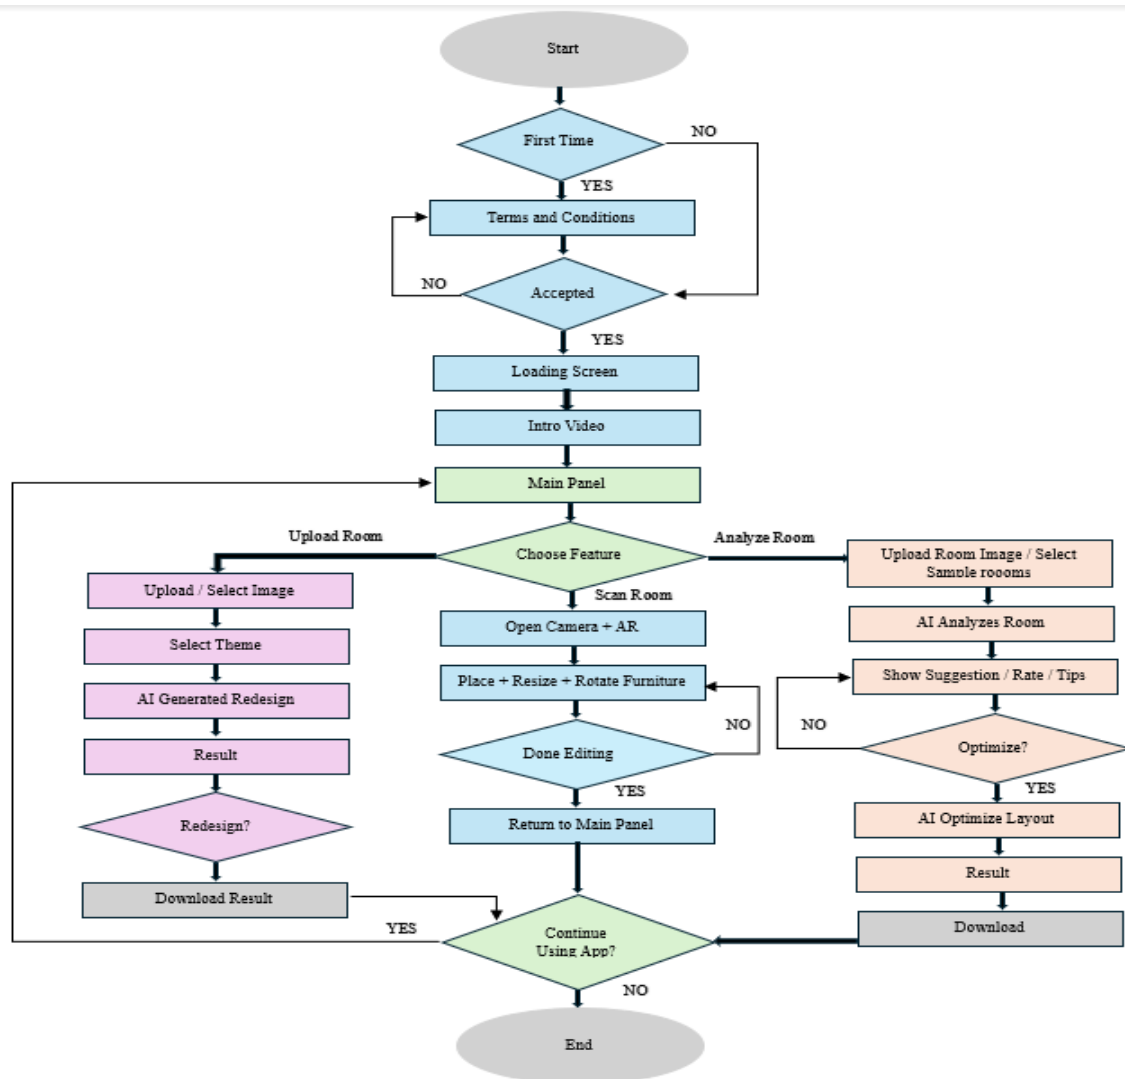 Start
First Time
NO
YES
Terms and Conditions
NO
Accepted
YES
Loading Screen
Intro Video
Main Panel
Upload Room
Choose Feature
Analyze Room
Scan Room
Upload / Select Image
Select Theme
AI Generated Redesign
Result
Redesign?
Download Result
Open Camera + AR
Place + Resize + Rotate Furniture
NO
Done Editing
YES
Return to Main Panel
Upload Room Image / Select
Sample roooms
AI Analyzes Room
Show Suggestion / Rate / Tips
NO
Optimize?
YES
AI Optimize Layout
Result
Download
YES
Continue
Using App?
NO
End